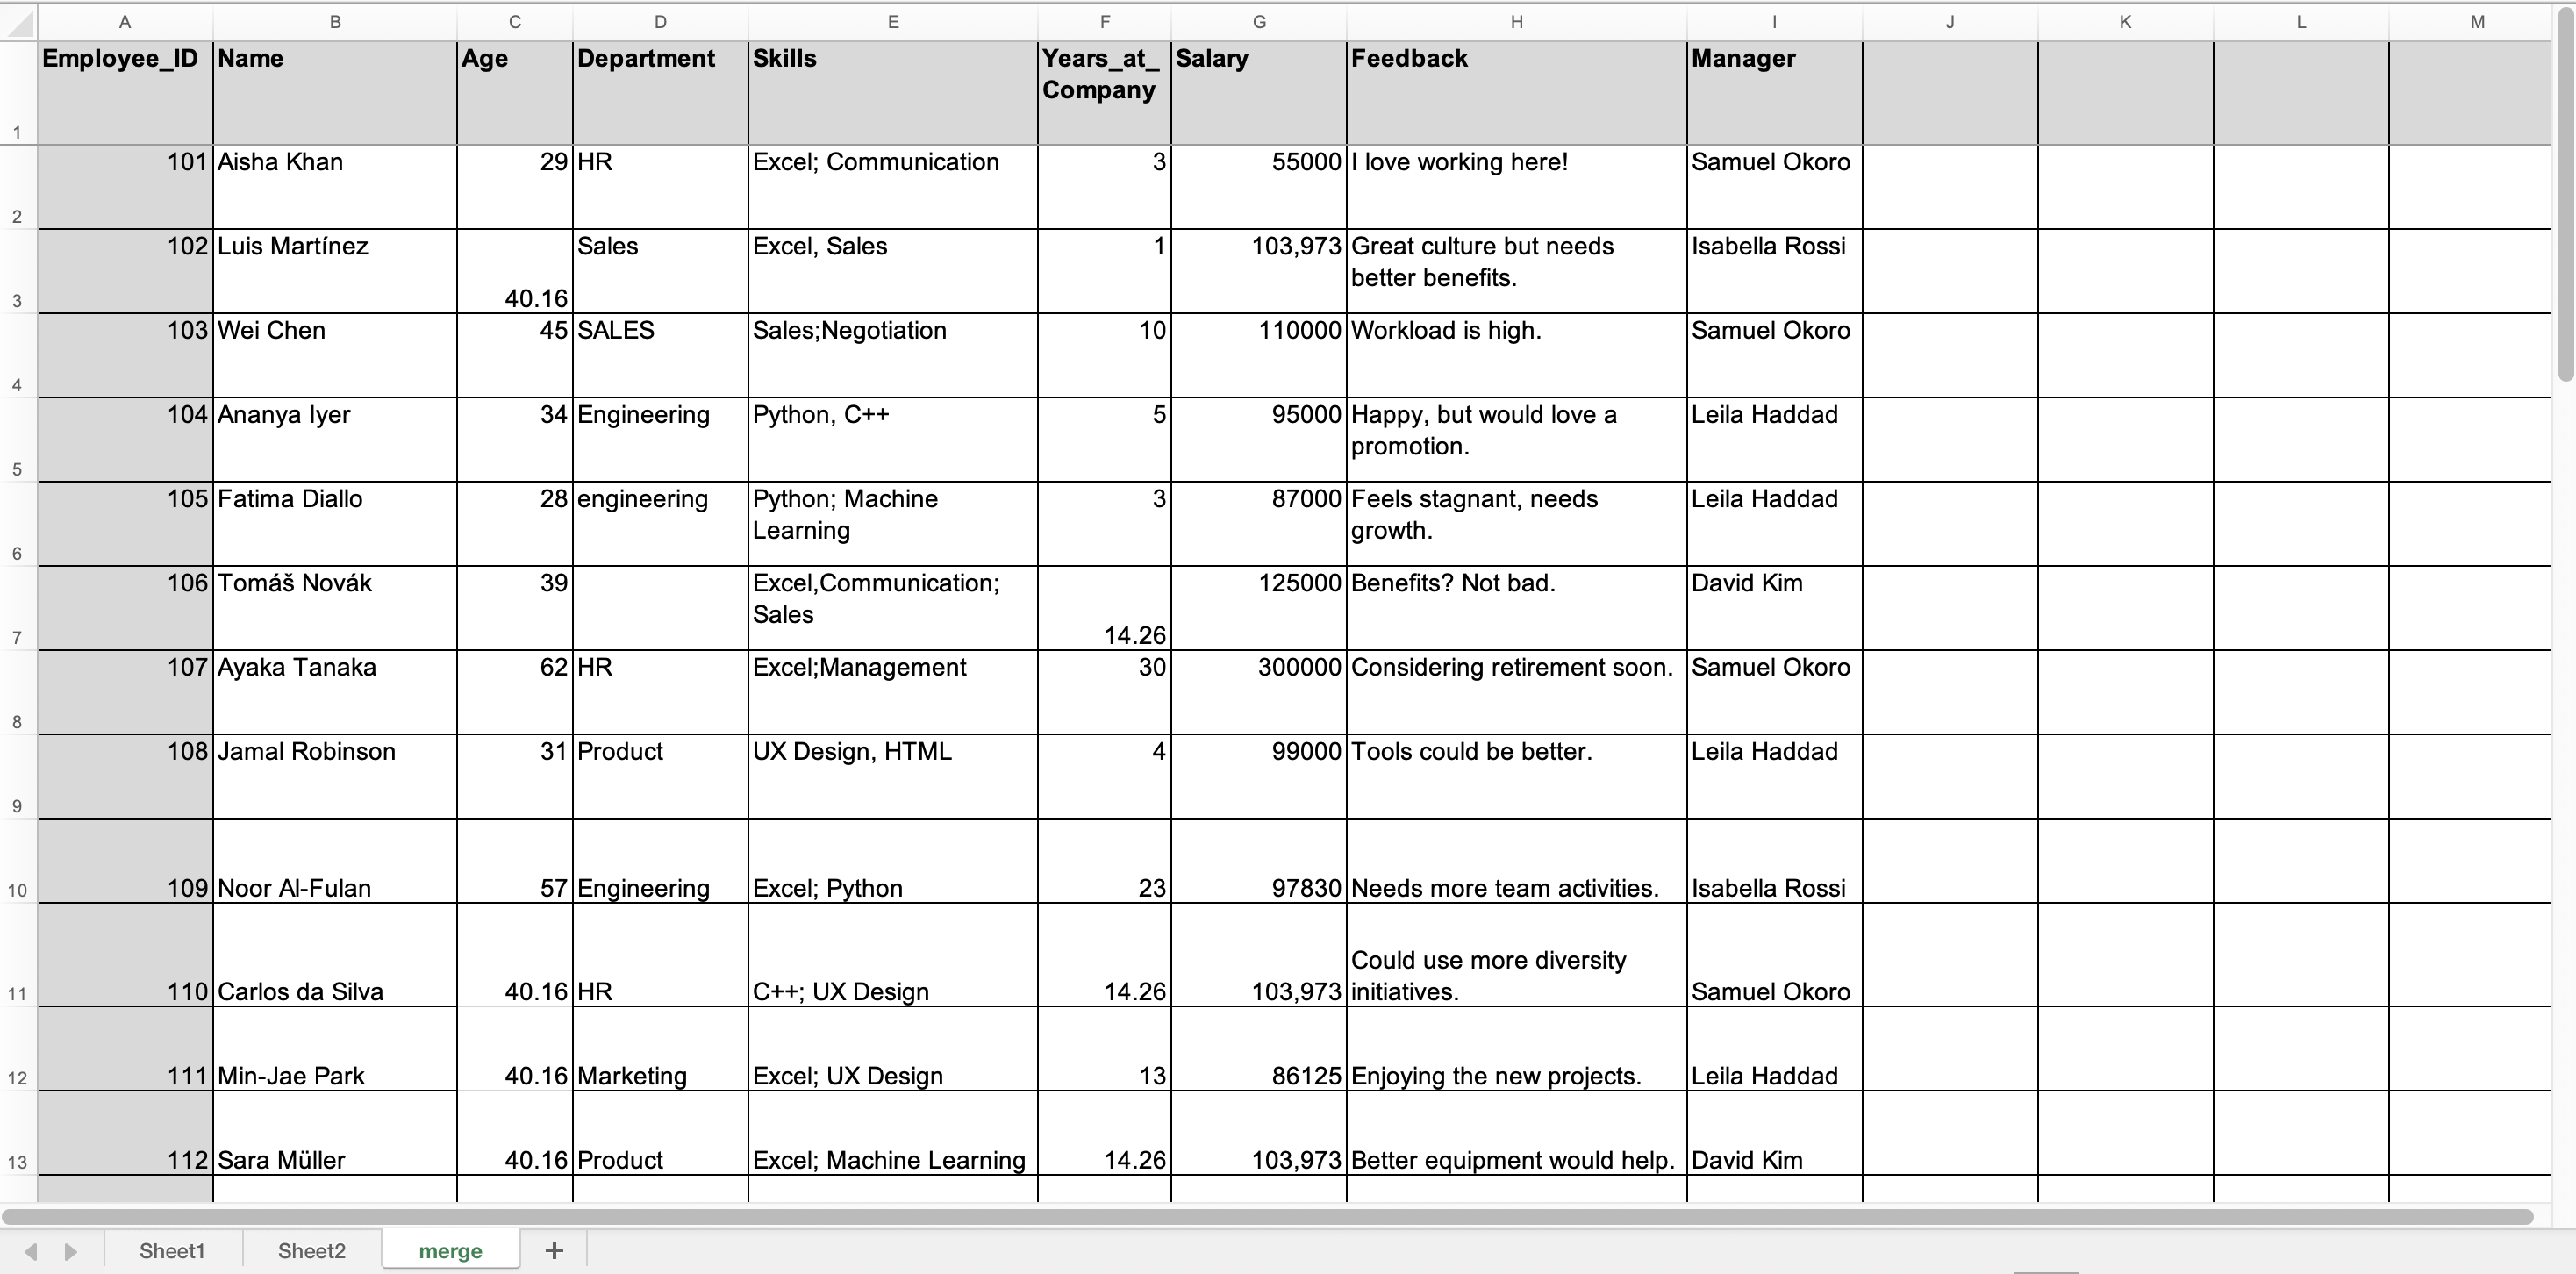 A B C D E F G H I J K L M
1 Employee_ID Name Age Department Skills Years_at_ Salary Feedback Manager
Company
2 101 Aisha Khan 29 HR Excel; Communication 3 55000 I love working here! Samuel Okoro
3 102 Luis Martínez 40.16 Sales Excel, Sales 1 103,973 Great culture but needs Isabella Rossi
better benefits.
4 103 Wei Chen 45 SALES Sales;Negotiation 10 110000 Workload is high. Samuel Okoro
5 104 Ananya Iyer 34 Engineering Python, C++ 5 95000 Happy, but would love a Leila Haddad
promotion.
6 105 Fatima Diallo 28 engineering Python; Machine 3 87000 Feels stagnant, needs Leila Haddad
Learning growth.
7 106 Tomáš Novák 39 Excel,Communication; 14.26 125000 Benefits? Not bad. David Kim
Sales
8 107 Ayaka Tanaka 62 HR Excel;Management 30 300000 Considering retirement soon. Samuel Okoro
9 108 Jamal Robinson 31 Product UX Design, HTML 4 99000 Tools could be better. Leila Haddad
10 109 Noor Al-Fulan 57 Engineering Excel; Python 23 97830 Needs more team activities. Isabella Rossi
Could use more diversity
11 110 Carlos da Silva 40.16 HR C++; UX Design 14.26 103,973 initiatives. Samuel Okoro
12 111 Min-Jae Park 40.16 Marketing Excel; UX Design 13 86125 Enjoying the new projects. Leila Haddad
13 112 Sara Müller 40.16 Product Excel; Machine Learning 14.26 103,973 Better equipment would help. David Kim
Sheet1 Sheet2 merge +